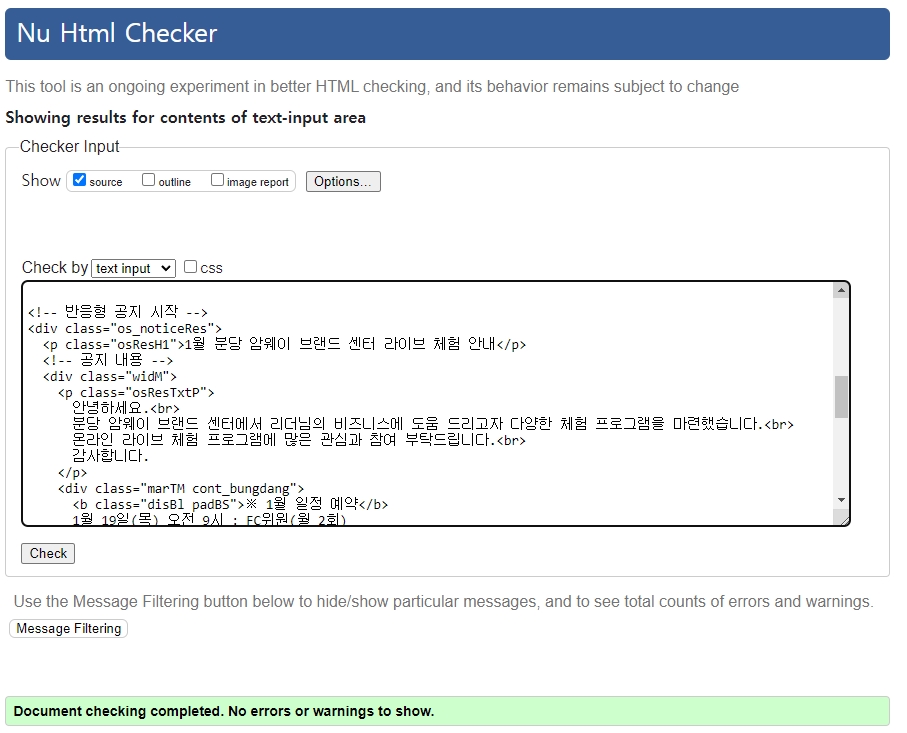 Nu Html Checker
This tool is an ongoing experiment in better HTML checking, and its behavior remains subject to change
Showing results for contents of text-input area
Checker Input
Show source outline image report Options...
Check by text input css
<!-- 반응형 공지 시작 -->
<div class="os_noticeRes">
<p class="osResH1">1월 분당 암웨이 브랜드 센터 라이브 체험 안내</p>
<!-- 공지 내용 -->
<div class="widM">
<p class="osResTxtP">
안녕하세요.<br>
분당 암웨이 브랜드 센터에서 리더님의 비즈니스에 도움 드리고자 다양한 체험 프로그램을 마련했습니다.<br>
온라인 라이브 체험 프로그램에 많은 관심과 참여 부탁드립니다.<br>
감사합니다.
</p>
<div class="marTM cont_bungdang">
<b class="disBl padBS">※ 1월 일정 예약</b>
1월 19일(목) 오전 9시 : FC위원(월 2회)
Check
Use the Message Filtering button below to hide/show particular messages, and to see total counts of errors and warnings.
Message Filtering
Document checking completed. No errors or warnings to show.